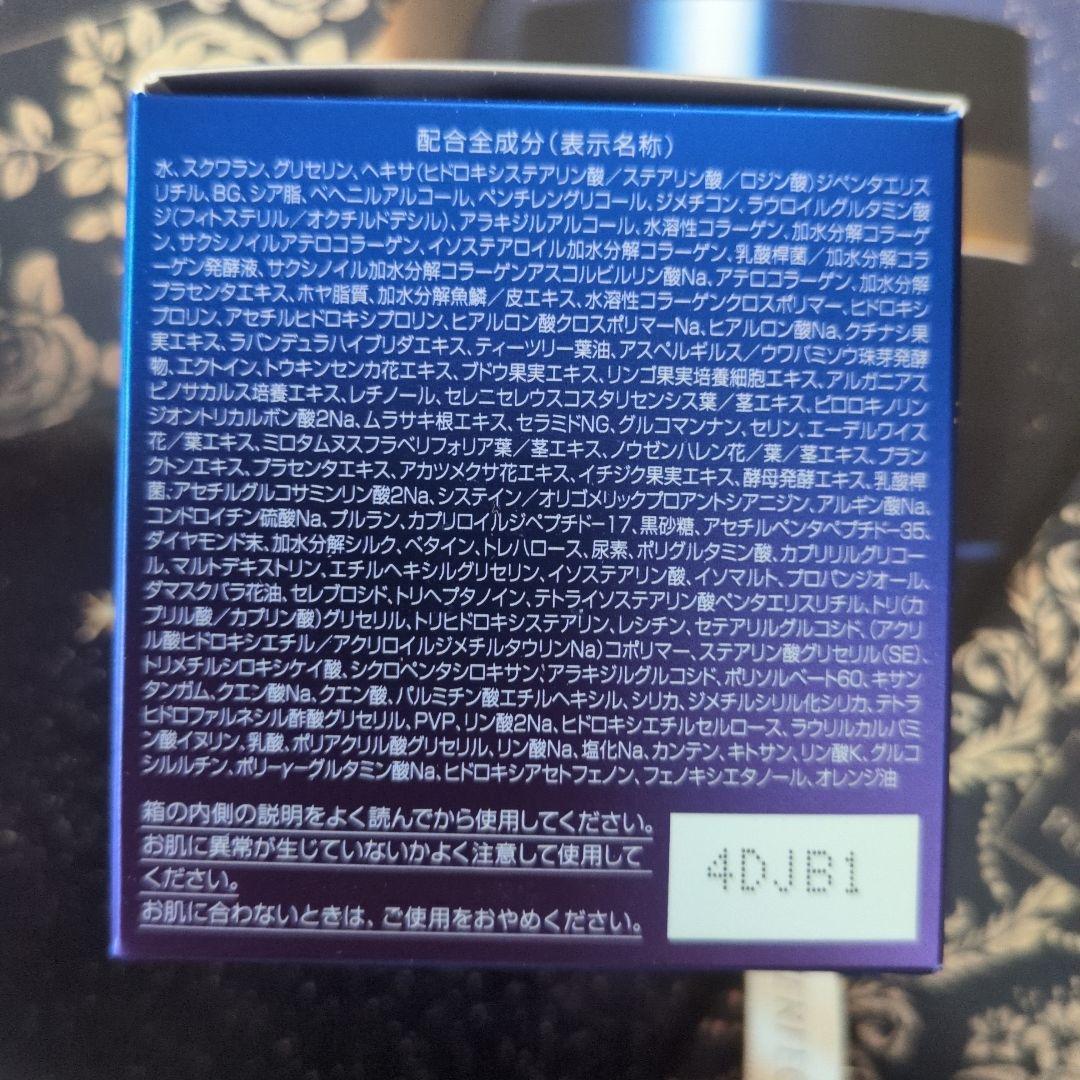 配合全成分(表示名称)
水、スクワラン、グリセリン、ヘキサ(ヒドロキシステアリン酸/ステアリン酸/ロジン酸)ジペンタエリス
リチル、BG、シア脂、ベヘニルアルコール、ペンチレングリコール、ジメチコン、ラウロイルグルタミン酸
ジ(フィトステリル/オクチルドデシル)、アラキジルアルコール、水溶性コラーゲン、加水分解コラーゲ
ン、サクシノイルアテロコラーゲン、イソステアロイル加水分解コラーゲン、乳酸桿菌/加水分解コラ
ーゲン発酵液、サクシノイル加水分解コラーゲンアスコルビルリン酸Na、アテロコラーゲン、加水分解
プラセンタエキス、ホヤ脂質、加水分解魚鱗/皮エキス、水溶性コラーゲンクロスポリマー、ヒドロキシ
プロリン、アセチルヒドロキシプロリン、ヒアルロン酸クロスポリマーNa、ヒアルロン酸Na、クチナシ果
実エキス、ラバンデュラハイブリダエキス、ティーツリー葉油、アスペルギルス/ウワバミソウ珠芽発酵
物、エクトイン、トウキンセンカ花エキス、ブドウ果実エキス、リンゴ果実培養細胞エキス、アルガニアス
ピノサカルス培養エキス、レチノール、セレニセレウスコスタリセンシス葉/茎エキス、ピロロキノリン
ジオントリカルボン酸2Na、ムラサキ根エキス、セラミドNG、グルコマンナン、セリン、エーデルワイス
花/葉エキス、ミロタムヌスフラベリフォリア葉/茎エキス、ノウゼンハレン花/葉/茎エキス、プラン
クトンエキス、プラセンタエキス、アカツメクサ花エキス、イチジク果実エキス、酵母発酵エキス、乳酸桿
菌、アセチルグルコサミンリン酸2Na、システイン/オリゴメリックプロアントシアニジン、アルギン酸Na、
コンドロイチン硫酸Na、プルラン、カプリロイルジペプチド-17、黒砂糖、アセチルペンタペプチド-35、
ダイヤモンド末、加水分解シルク、ベタイン、トレハロース、尿素、ポリグルタミン酸、カプリリルグリコー
ル、マルトデキストリン、エチルヘキシルグリセリン、イソステアリン酸、イソマルト、プロパンジオール、
ダマスクバラ花油、セレブロシド、トリヘプタノイン、テトライソステアリン酸ペンタエリスリチル、トリ(カ
プリル酸/カプリン酸)グリセリル、トリヒドロキシステアリン、レシチン、セテアリルグルコシド、(アクリ
ル酸ヒドロキシエチル/アクリロイルジメチルタウリンNa)コポリマー、ステアリン酸グリセリル(SE)、
トリメチルシロキシケイ酸、シクロペンタシロキサン、アラキジルグルコシド、ポリソルベート60、キサン
タンガム、クエン酸Na、クエン酸、パルミチン酸エチルヘキシル、シリカ、ジメチルシリル化シリカ、テトラ
ヒドロファルネシル酢酸グリセリル、PVP、リン酸2Na、ヒドロキシエチルセルロース、ラウリルカルバミ
ン酸イヌリン、乳酸、ポリアクリル酸グリセリル、リン酸Na、塩化Na、カンテン、キトサン、リン酸K、グルコ
シルルチン、ポリ-γ-グルタミン酸Na、ヒドロキシアセトフェノン、フェノキシエタノール、オレンジ油
箱の内側の説明をよく読んでから使用してください。
お肌に異常が生じていないかよく注意して使用して
ください。
お肌に合わないときは、ご使用をおやめください。
4DJB1